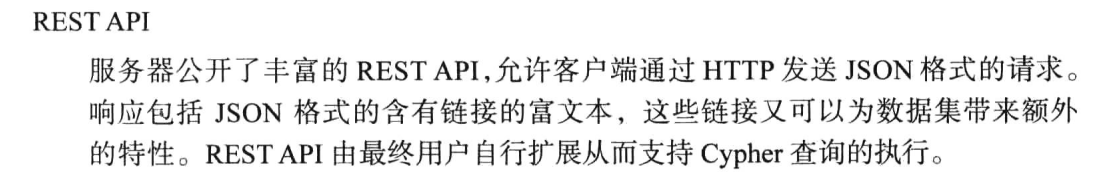 REST API
服务器公开了丰富的 REST API,允许客户端通过 HTTP 发送 JSON 格式的请求。
响应包括 JSON 格式的含有链接的富文本，这些链接又可以为数据集带来额外
的特性。REST API 由最终用户自行扩展从而支持 Cypher 查询的执行。